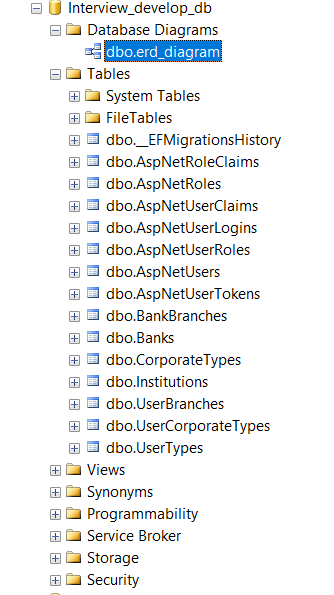 Interview_develop_db
Database Diagrams
dbo.erd_diagram
Tables
System Tables
FileTables
dbo.__EFMigrationsHistory
dbo.AspNetRoleClaims
dbo.AspNetRoles
dbo.AspNetUserClaims
dbo.AspNetUserLogins
dbo.AspNetUserRoles
dbo.AspNetUsers
dbo.AspNetUserTokens
dbo.BankBranches
dbo.Banks
dbo.CorporateTypes
dbo.Institutions
dbo.UserBranches
dbo.UserCorporateTypes
dbo.UserTypes
Views
Synonyms
Programmability
Service Broker
Storage
Security